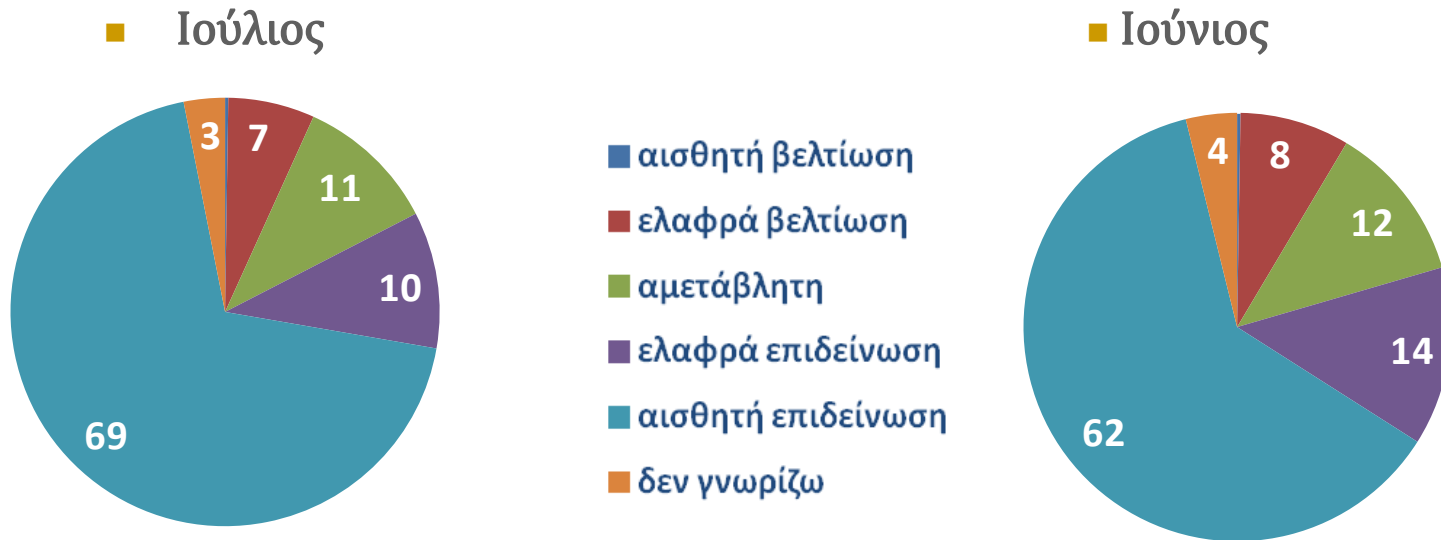 Ιούλιος
3
7
11
10
69
αισθητή βελτίωση
ελαφρά βελτίωση
αμετάβλητη
ελαφρά επιδείνωση
αισθητή επιδείνωση
δεν γνωρίζω
Ιούνιος
4
8
12
14
62